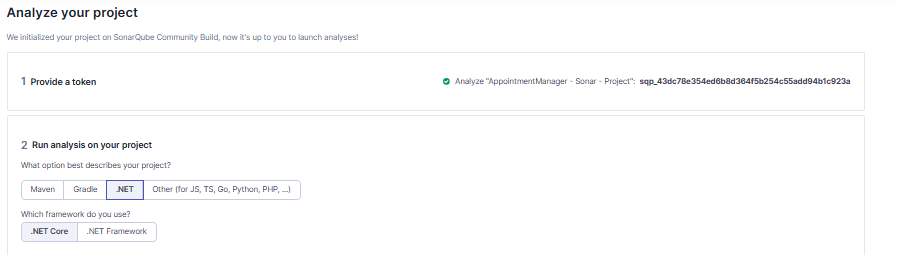 Analyze your project
We initialized your project on SonarQube Community Build, now it's up to you to launch analyses!
1 Provide a token
Analyze "AppointmentManager - Sonar - Project": sqp_43dc78e354ed6b8d364f5b254c55add94b1c923a
2 Run analysis on your project
What option best describes your project?
Maven Gradle .NET Other (for JS, TS, Go, Python, PHP, ...)
Which framework do you use?
.NET Core .NET Framework